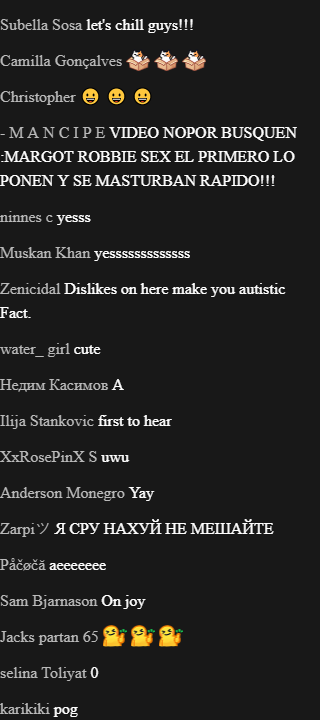 Subella Sosa let's chill guys!!!
Camilla Gonçalves
Christopher
- M A N C I P E VIDEO NOPOR BUSQUEN
:MARGOT ROBBIE SEX EL PRIMERO LO
PONEN Y SE MASTURBAN RAPIDO!!!
ninnes c yesss
Muskan Khan yesssssssssssss
Zenicidal Dislikes on here make you autistic
Fact.
water_ girl cute
Недим Касимов А
Ilija Stankovic first to hear
XxRosePinX S uwu
Anderson Monegro Yay
Zarpiツ Я СРУ НАХУЙ НЕ МЕШАЙТЕ
Påčøčă aeeeeeee
Sam Bjarnason On joy
Jacks partan 65
selina Toliyat 0
karikiki pog